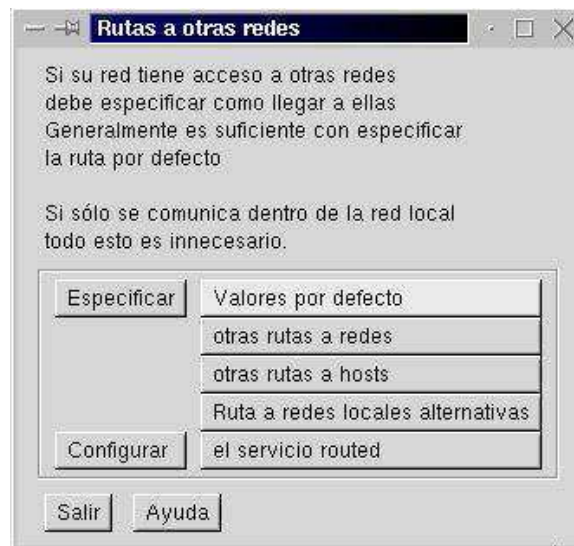 Rutas a otras redes
Si su red tiene acceso a otras redes
debe especificar como llegar a ellas
Generalmente es suficiente con especificar
la ruta por defecto
Si sólo se comunica dentro de la red local
todo esto es innecesario.
Especificar Valores por defecto
otras rutas a redes
otras rutas a hosts
Ruta a redes locales alternativas
Configurar el servicio routed
Salir Ayuda